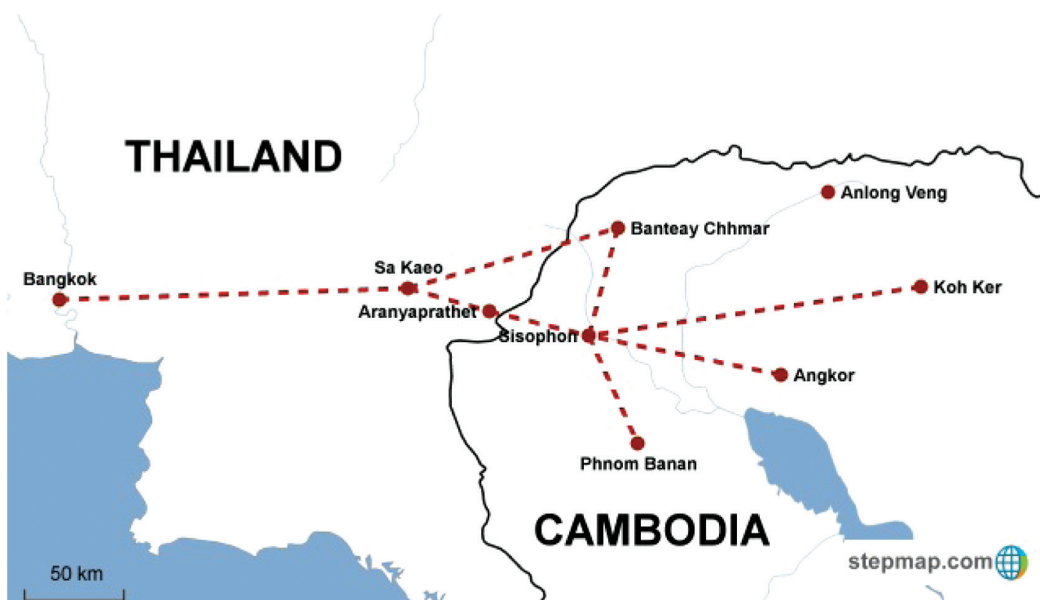 THAILAND
Anlong Veng
Banteay Chhmar
Sa Kaeo
Bangkok
Koh Ker
Aranyaprathet
Sisophon
Angkor
Phnom Banan
CAMBODIA
stepmap.com
50 km